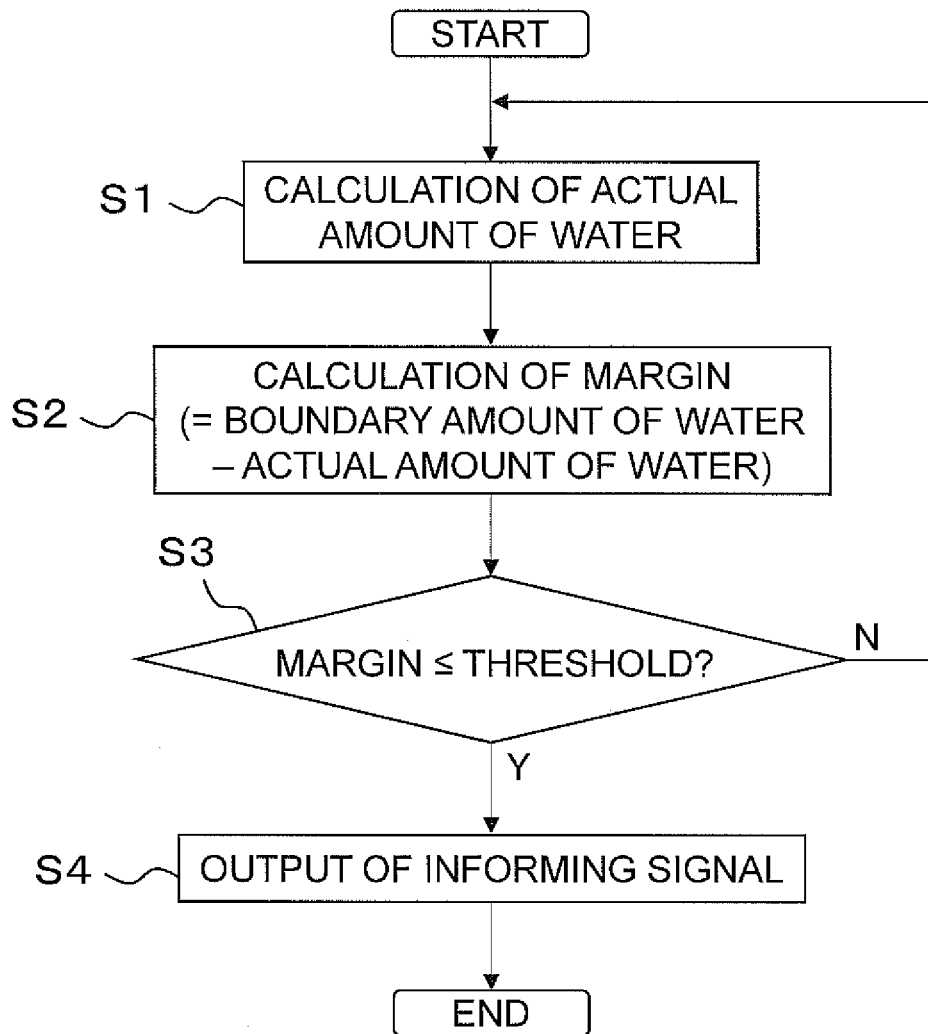 START
S1
CALCULATION OF ACTUAL
AMOUNT OF WATER
S2
CALCULATION OF MARGIN
(= BOUNDARY AMOUNT OF WATER
– ACTUAL AMOUNT OF WATER)
S3
MARGIN ≤ THRESHOLD?
N
Y
S4
OUTPUT OF INFORMING SIGNAL
END